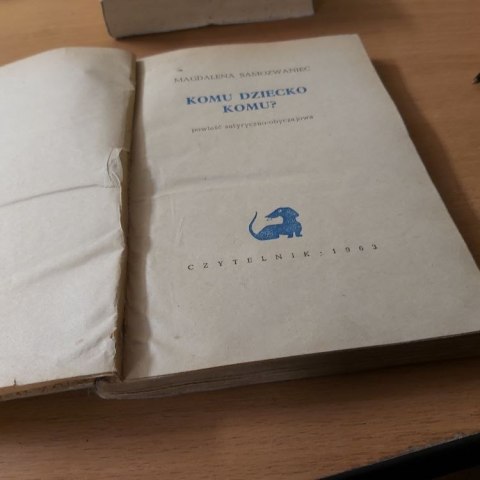 MAGDALENA SAMOZWANIEC
KOMU DZIECKO
KOMU?
powieść satyryczno-obyczajowa
CZYTELNIK · 1963